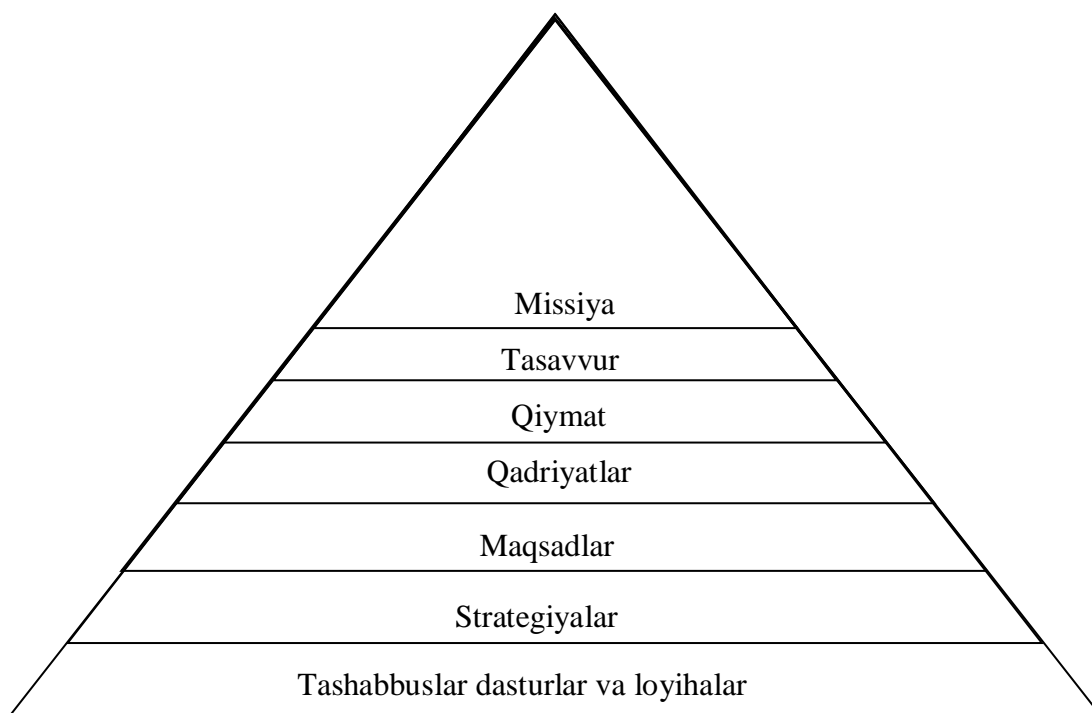 Missiya
Tasavvur
Qiymat
Qadriyatlar
Maqsadlar
Strategiyalar
Tashabbuslar dasturlar va loyihalar